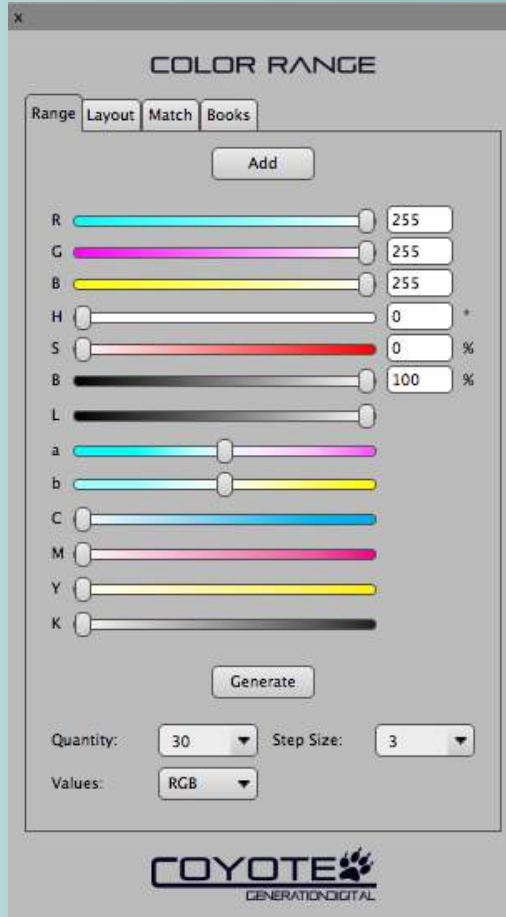 x
COLOR RANGE
Range Layout Match Books
Add
R 255
G 255
B 255
H 0 °
S 0 %
B 100 %
L
a
b
C
M
Y
K
Generate
Quantity: 30 Step Size: 3
Values: RGB
COYOTE
GENERATIONDIGITAL